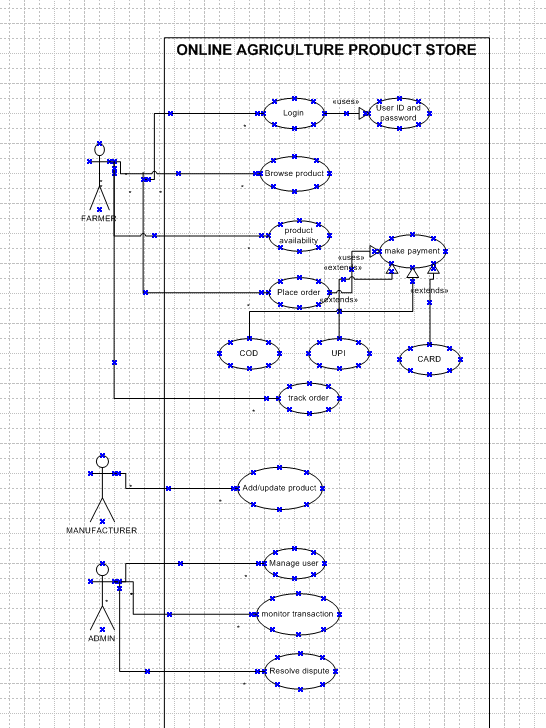 ONLINE AGRICULTURE PRODUCT STORE
«uses»
Login
User ID and
password
Browse product
FARMER
product
availability
make payment
«uses»
«extends»
Place order
«extends»
«extends»
COD
UPI
CARD
track order
Add/update product
MANUFACTURER
Manage user
monitor transaction
ADMIN
Resolve dispute